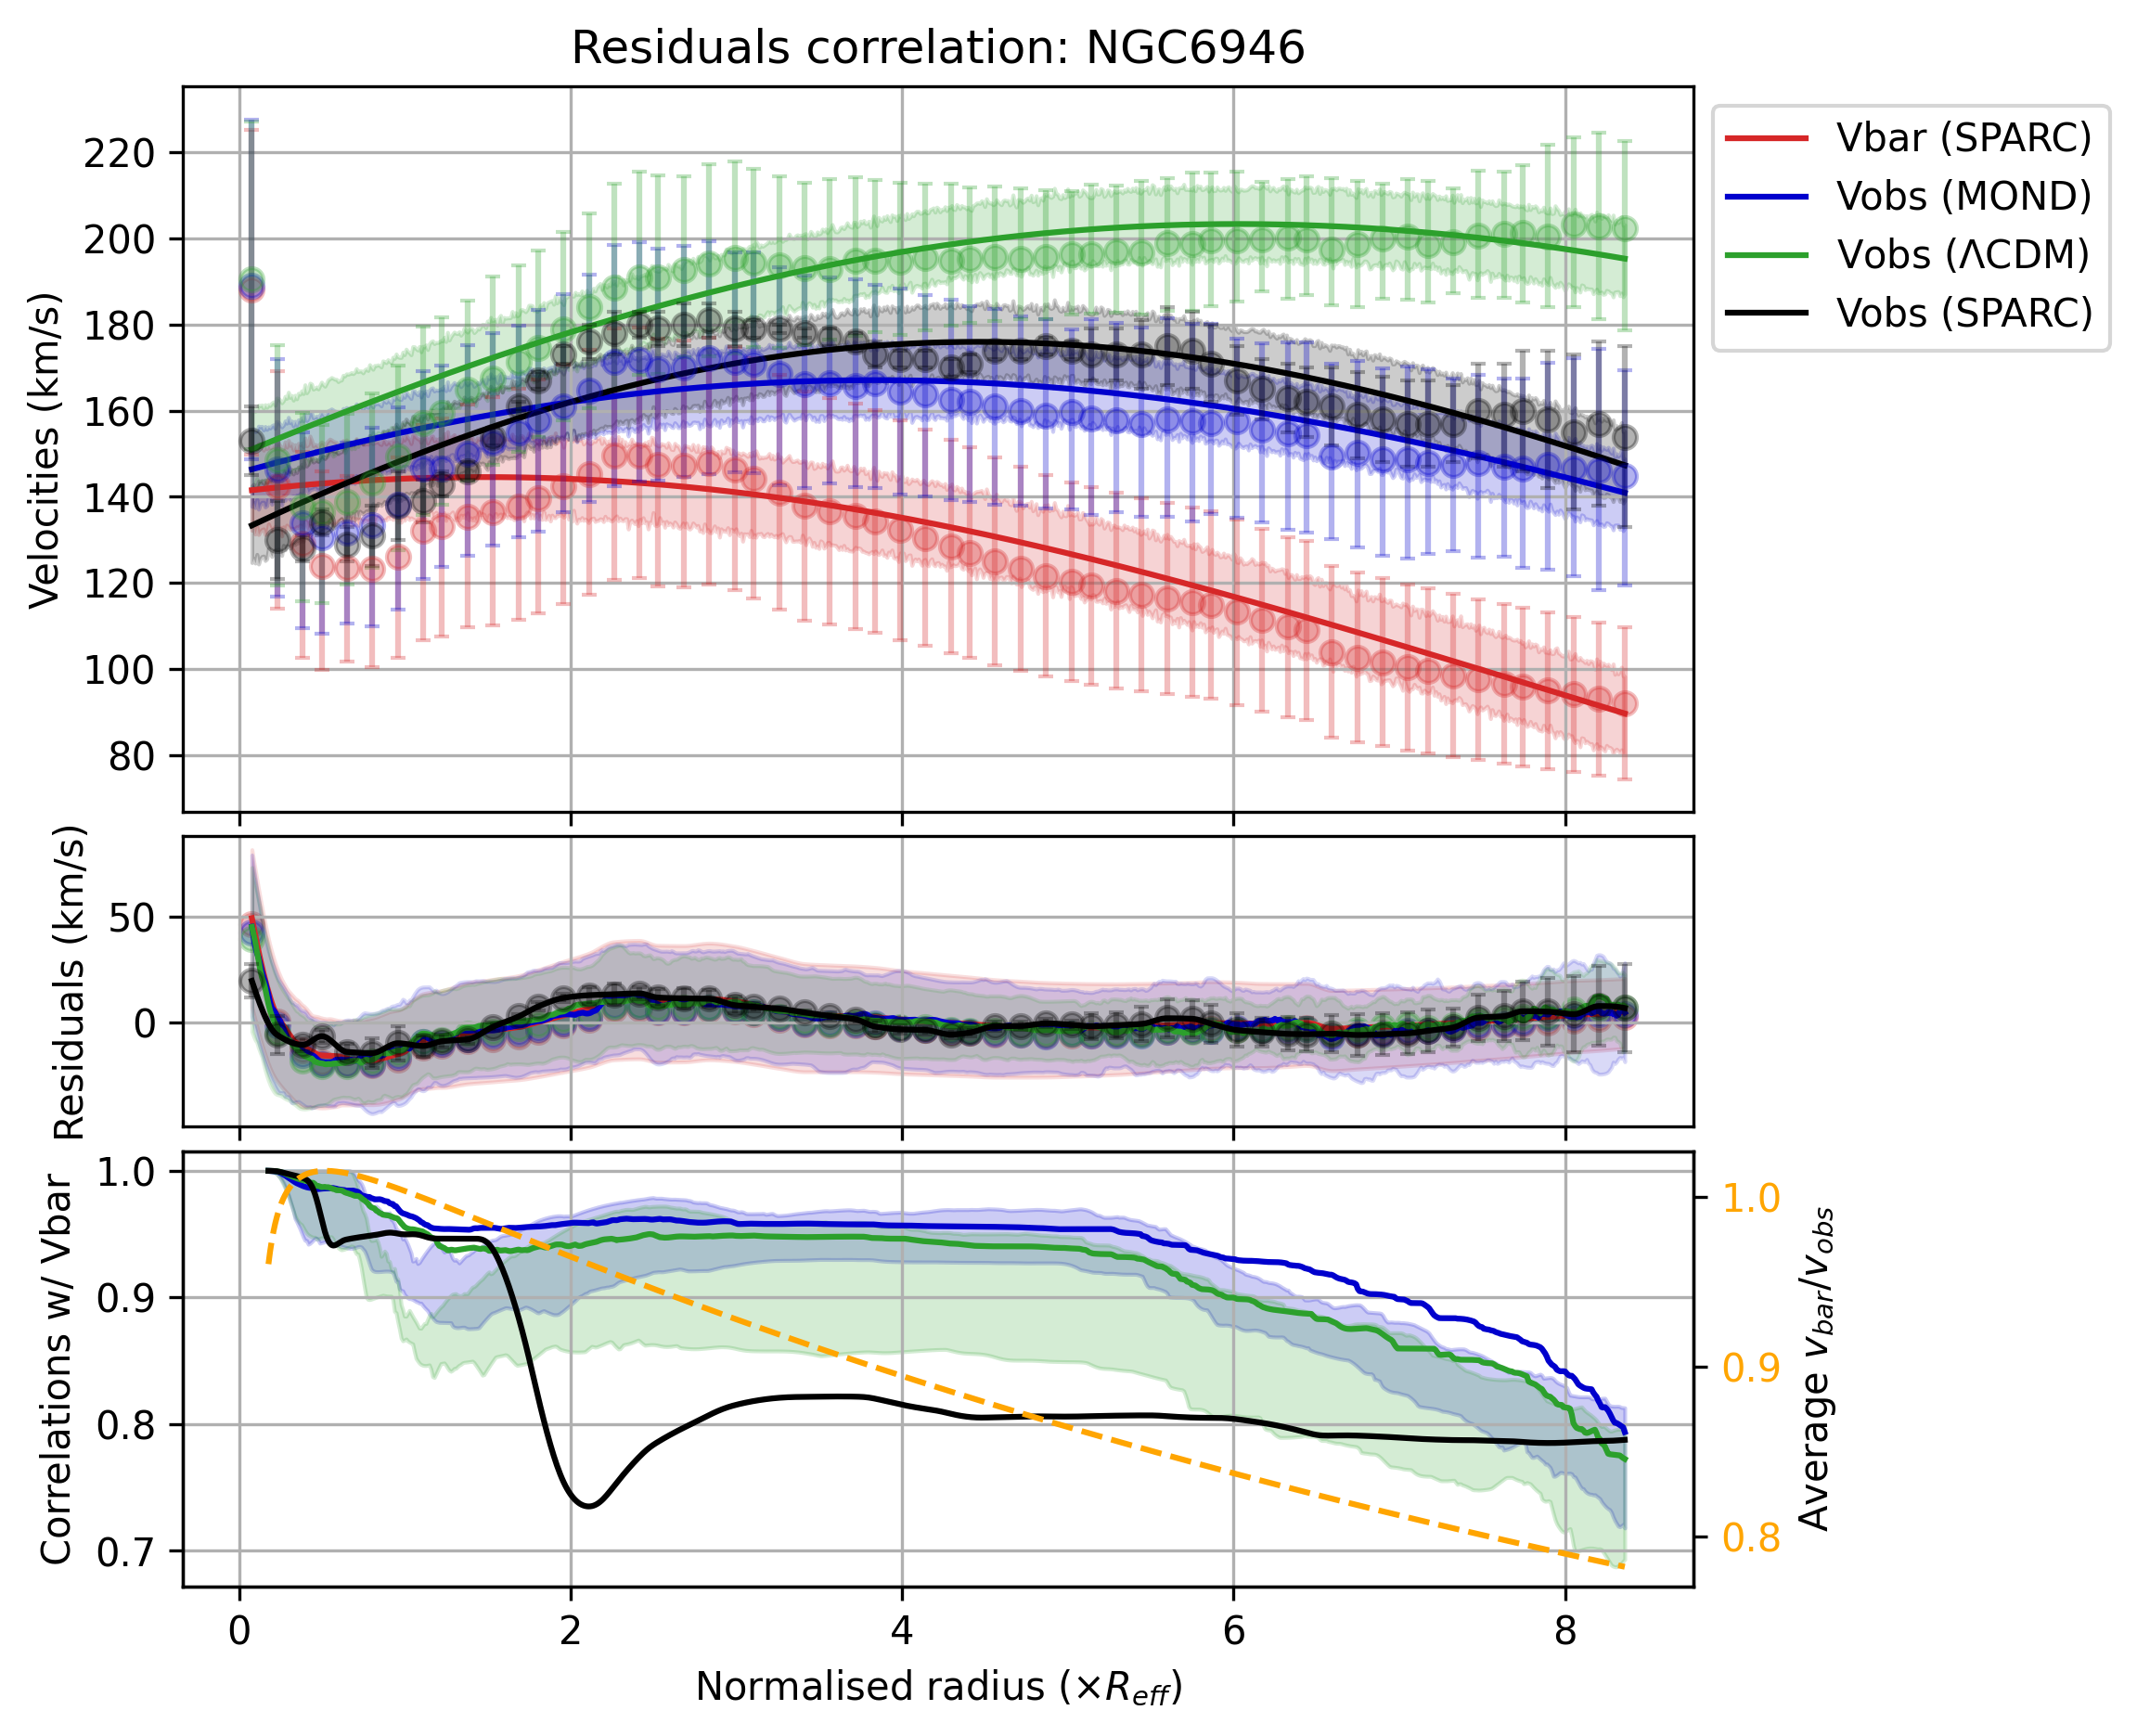 Residuals correlation: NGC6946
Velocities (km/s)
220
200
180
160
140
120
100
80
Vbar (SPARC)
Vobs (MOND)
Vobs (ΛCDM)
Vobs (SPARC)
Residuals (km/s)
50
0
Correlations w/ Vbar
1.0
0.9
0.8
0.7
1.0
0.9
0.8
Average v_bar/v_obs
0 2 4 6 8
Normalised radius (×R_eff)